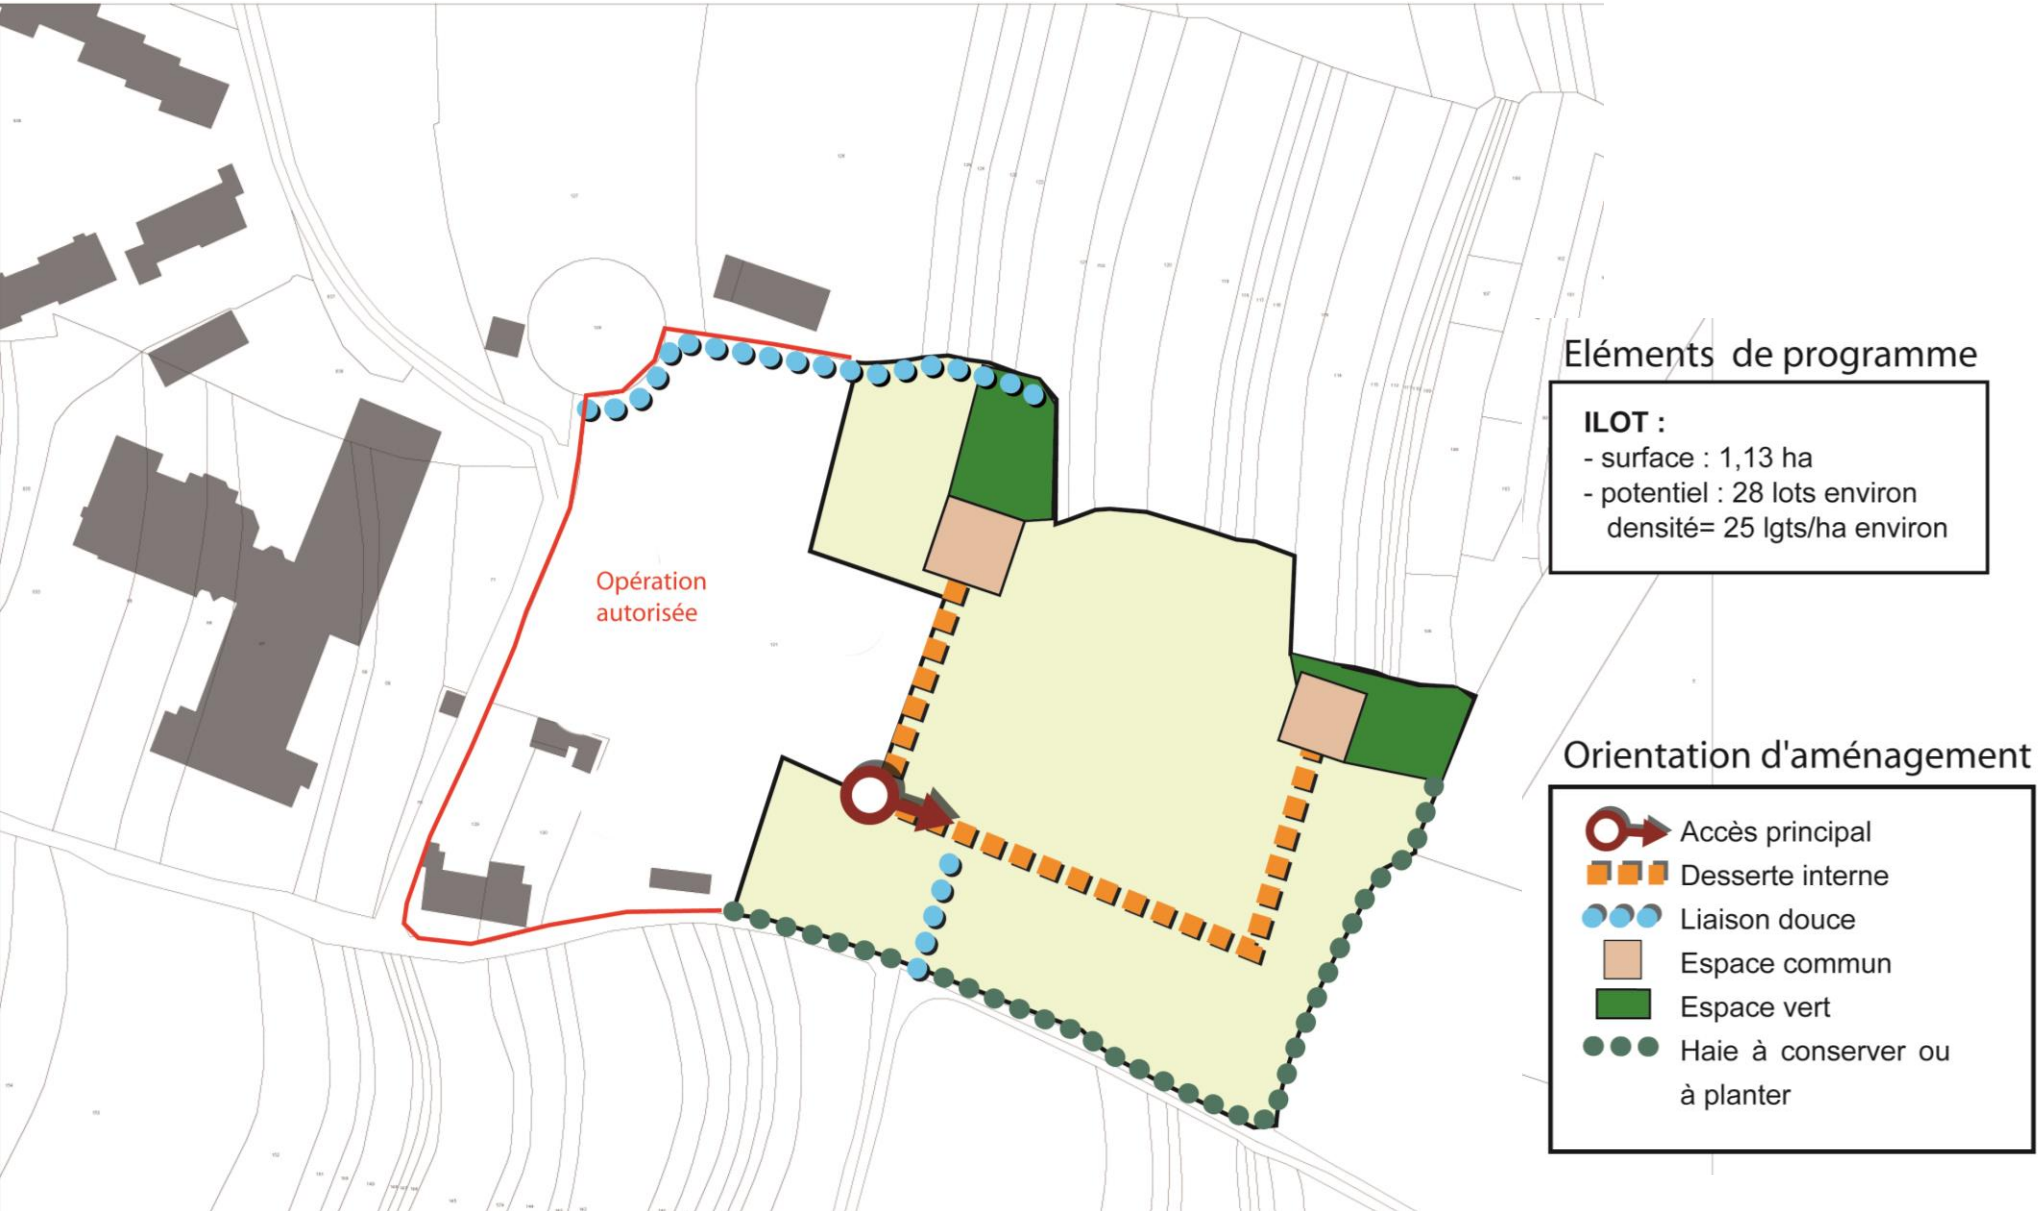 Opération
autorisée
Eléments de programme
ILOT :
- surface : 1,13 ha
- potentiel : 28 lots environ
densité= 25 lgts/ha environ
Orientation d'aménagement
Accès principal
Desserte interne
Liaison douce
Espace commun
Espace vert
Haie à conserver ou
à planter